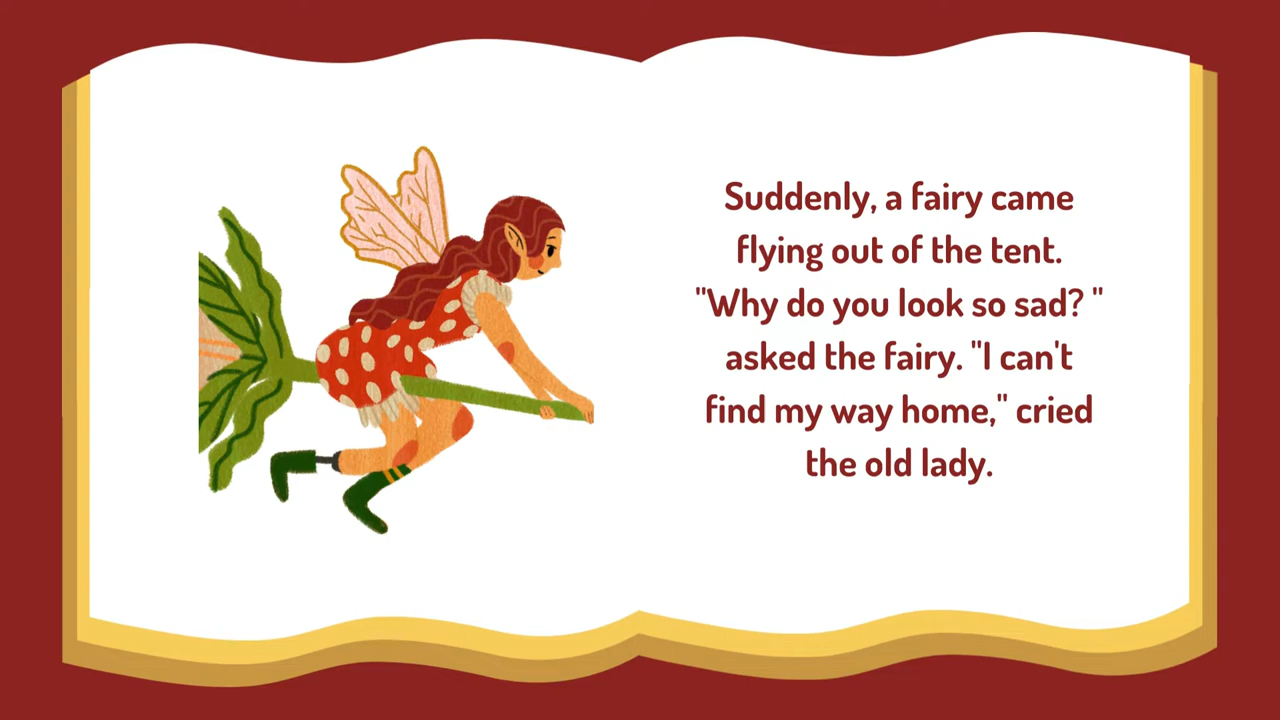 Suddenly, a fairy came
flying out of the tent.
"Why do you look so sad? "
asked the fairy. "I can't
find my way home," cried
the old lady.